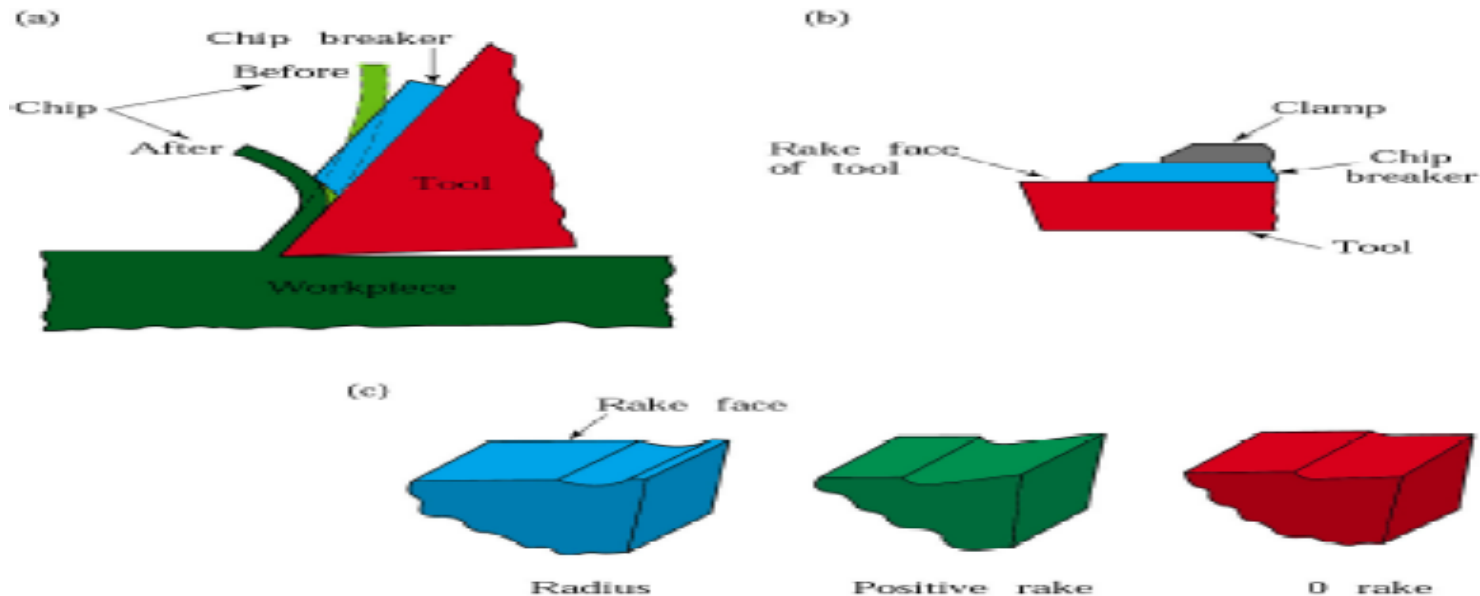 (a)
Chip breaker
Before
Chip
After
Tool
Workpiece
(b)
Clamp
Rake face
of tool
Chip
breaker
Tool
(c)
Rake face
Radius
Positive rake
0 rake